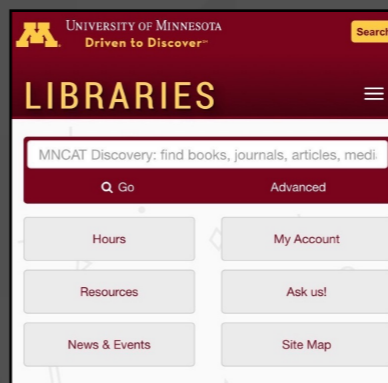 UNIVERSITY OF MINNESOTA
Driven to Discover℠
Search
LIBRARIES
MNCAT Discovery: find books, journals, articles, medi
Go
Advanced
Hours
My Account
Resources
Ask us!
News & Events
Site Map